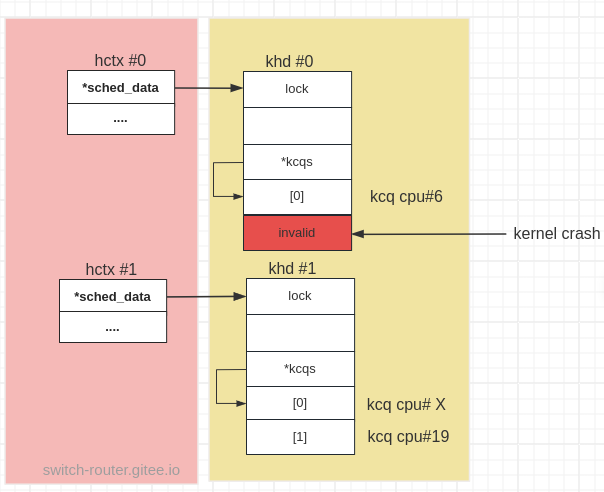 hctx #0
*sched_data
....
khd #0
lock
*kcqs
[0]
kcq cpu#6
invalid
kernel crash
hctx #1
*sched_data
....
khd #1
lock
*kcqs
[0]
kcq cpu# X
[1]
kcq cpu#19
switch-router.gitee.io